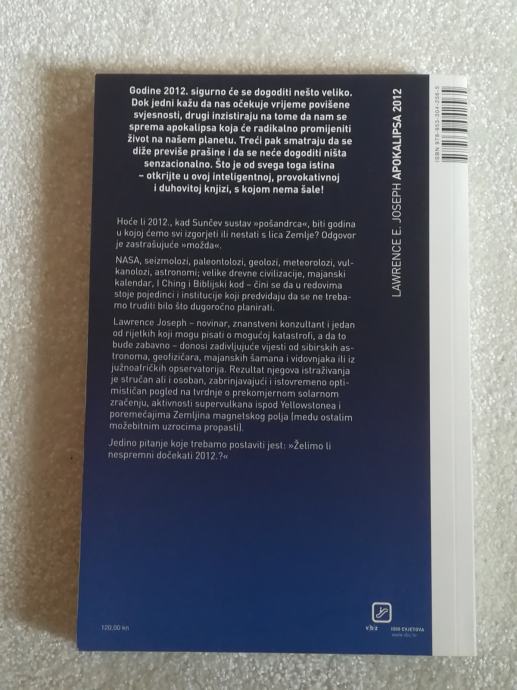 Godine 2012. sigurno će se dogoditi nešto veliko.
Dok jedni kažu da nas očekuje vrijeme povišene
svjesnosti, drugi inzistiraju na tome da nam se
sprema apokalipsa koja će radikalno promijeniti
život na našem planetu. Treći pak smatraju da se
diže previše prašine i da se neće dogoditi ništa
senzacionalno. Što je od svega toga istina
– otkrijte u ovoj inteligentnoj, provokativnoj
i duhovitoj knjizi, s kojom nema šale!
Hoće li 2012., kad Sunčev sustav »pošandrca«, biti godina
u kojoj ćemo svi izgorjeti ili nestati s lica Zemlje? Odgovor
je zastrašujuće »možda«.
NASA, seizmolozi, paleontolozi, geolozi, meteorolozi, vul-
kanolozi, astronomi; velike drevne civilizacije, majanski
kalendar, I Ching i Biblijski kod – čini se da u redovima
stoje pojedinci i institucije koji predviđaju da se ne treba-
mo truditi bilo što dugoročno planirati.
Lawrence Joseph – novinar, znanstveni konzultant i jedan
od rijetkih koji mogu pisati o mogućoj katastrofi, a da to
bude zabavno – donosi zadivljujuće vijesti od sibirskih as-
tronoma, geofizičara, majanskih šamana i vidovnjaka ili iz
južnoafričkih opservatorija. Rezultat njegova istraživanja
je stručan ali i osoban, zabrinjavajući i istovremeno opti-
mističan pogled na tvrdnje o prekomjernom solarnom
zračenju, aktivnosti supervulkana ispod Yellowstonea i
poremećajima Zemljina magnetskog polja (među ostalim
možebitnim uzrocima propasti).
Jedino pitanje koje trebamo postaviti jest: »Želimo li
nespremni dočekati 2012.?«
120,00 kn
v|b|z
1000 CVJETOVA
www.vbz.hr
LAWRENCE E. JOSEPH APOKALIPSA 2012